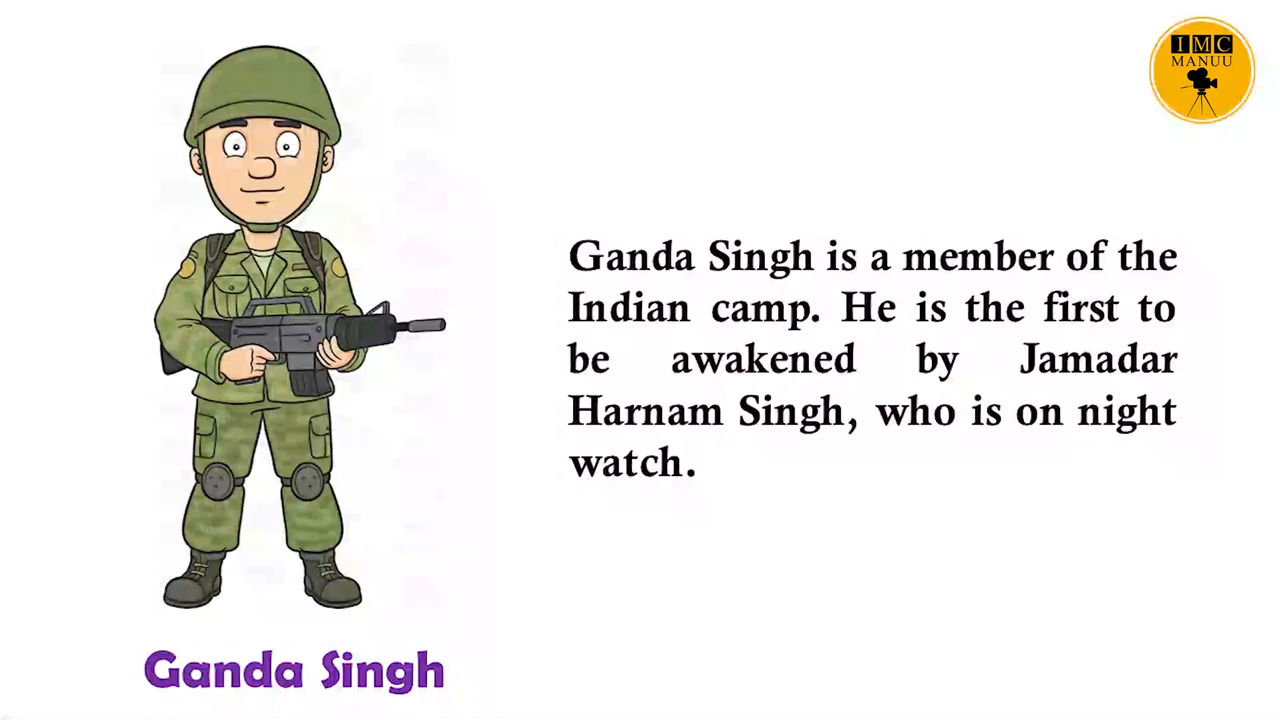 IMC
MANUU
Ganda Singh is a member of the
Indian camp. He is the first to
be awakened by Jamadar
Harnam Singh, who is on night
watch.
Ganda Singh